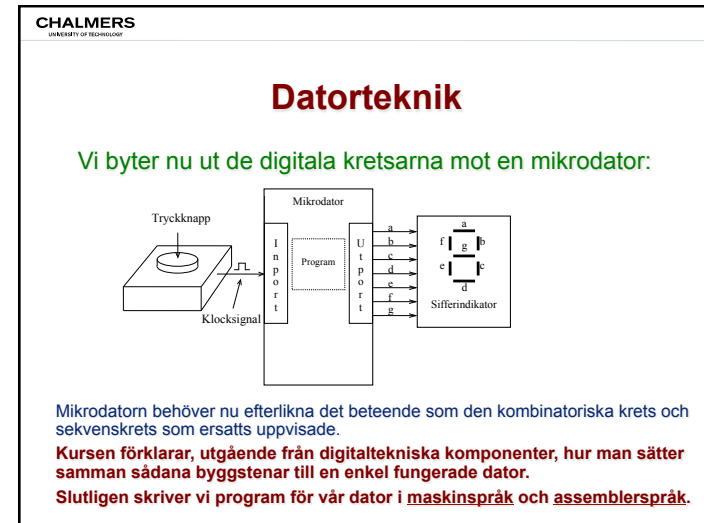 CHALMERS
UNIVERSITY OF TECHNOLOGY
Datorteknik
Vi byter nu ut de digitala kretsarna mot en mikrodator:
Mikrodator
Tryckknapp
Klocksignal
Inport
Program
Utport
a
b
c
d
e
f
g
a
f
g
b
e
c
d
Sifferindikator
Mikrodatorn behöver nu efterlikna det beteende som den kombinatoriska krets och
sekvenskrets som ersatts uppvisade.
Kursen förklarar, utgående från digitaltekniska komponenter, hur man sätter
samman sådana byggstenar till en enkel fungerade dator.
Slutligen skriver vi program för vår dator i maskinspråk och assemblerspråk.